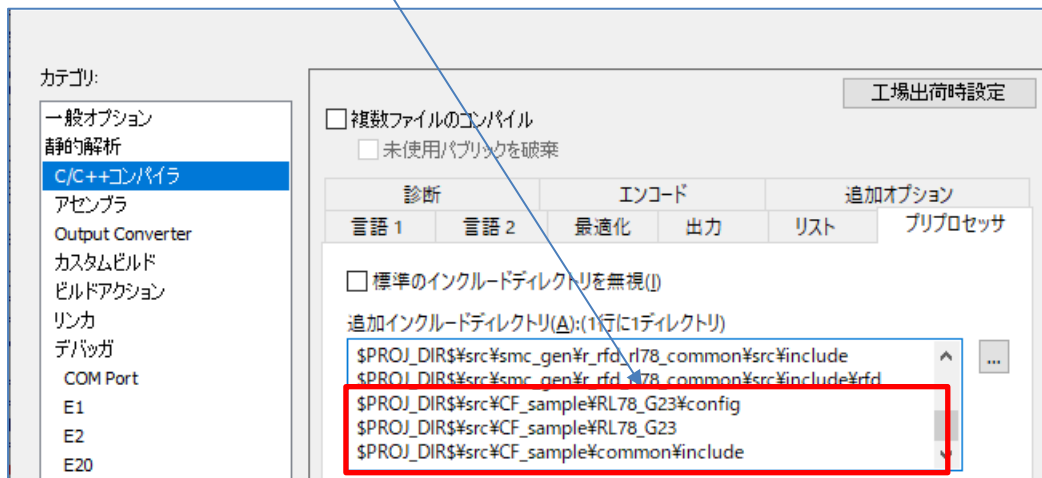 カテゴリ:
一般オプション
静的解析
C/C++コンパイラ
アセンブラ
Output Converter
カスタムビルド
ビルドアクション
リンカ
デバッガ
COM Port
E1
E2
E20
工場出荷時設定
複数ファイルのコンパイル
未使用パブリックを破棄
診断 エンコード 追加オプション
言語 1 言語 2 最適化 出力 リスト プリプロセッサ
標準のインクルードディレクトリを無視(I)
追加インクルードディレクトリ(A):(1行に1ディレクトリ)
$PROJ_DIR$¥src¥smc_gen¥r_rfd_rl78_common¥src¥include
$PROJ_DIR$¥src¥smc_gen¥r_rfd_rl78_common¥src¥include¥rfd
$PROJ_DIR$¥src¥CF_sample¥RL78_G23¥config
$PROJ_DIR$¥src¥CF_sample¥RL78_G23
$PROJ_DIR$¥src¥CF_sample¥common¥include
...